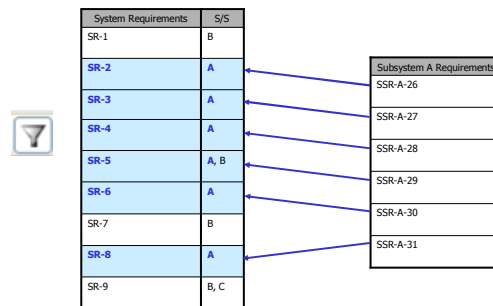 System Requirements S/S
SR-1 B
SR-2 A
SR-3 A
SR-4 A
SR-5 A, B
SR-6 A
SR-7 B
SR-8 A
SR-9 B, C
Subsystem A Requirements
SSR-A-26
SSR-A-27
SSR-A-28
SSR-A-29
SSR-A-30
SSR-A-31